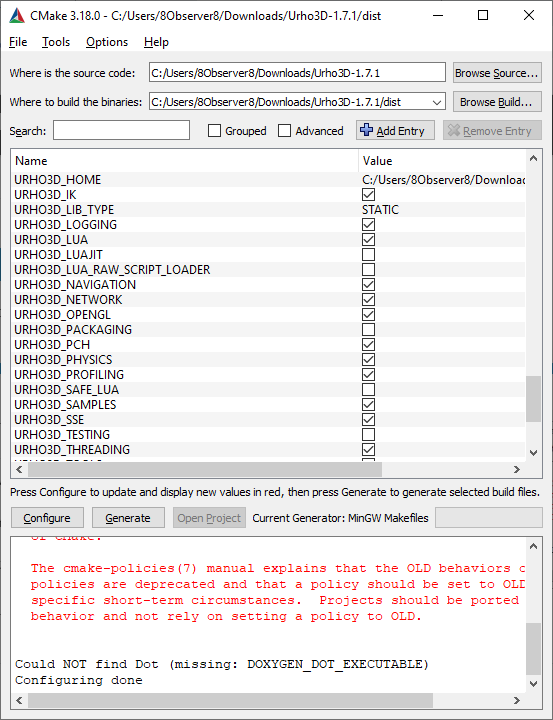 CMake 3.18.0 - C:/Users/8Observer8/Downloads/Urho3D-1.7.1/dist
File Tools Options Help
Where is the source code: C:/Users/8Observer8/Downloads/Urho3D-1.7.1 Browse Source...
Where to build the binaries: C:/Users/8Observer8/Downloads/Urho3D-1.7.1/dist Browse Build...
Search: Grouped Advanced Add Entry Remove Entry
Name Value
URHO3D_HOME C:/Users/8Observer8/Downloac
URHO3D_IK
URHO3D_LIB_TYPE STATIC
URHO3D_LOGGING
URHO3D_LUA
URHO3D_LUAJIT
URHO3D_LUA_RAW_SCRIPT_LOADER
URHO3D_NAVIGATION
URHO3D_NETWORK
URHO3D_OPENGL
URHO3D_PACKAGING
URHO3D_PCH
URHO3D_PHYSICS
URHO3D_PROFILING
URHO3D_SAFE_LUA
URHO3D_SAMPLES
URHO3D_SSE
URHO3D_TESTING
URHO3D_THREADING
Press Configure to update and display new values in red, then press Generate to generate selected build files.
Configure Generate Open Project Current Generator: MinGW Makefiles
of CMake.
The cmake-policies(7) manual explains that the OLD behaviors o
policies are deprecated and that a policy should be set to OLD
specific short-term circumstances. Projects should be ported
behavior and not rely on setting a policy to OLD.
Could NOT find Dot (missing: DOXYGEN_DOT_EXECUTABLE)
Configuring done